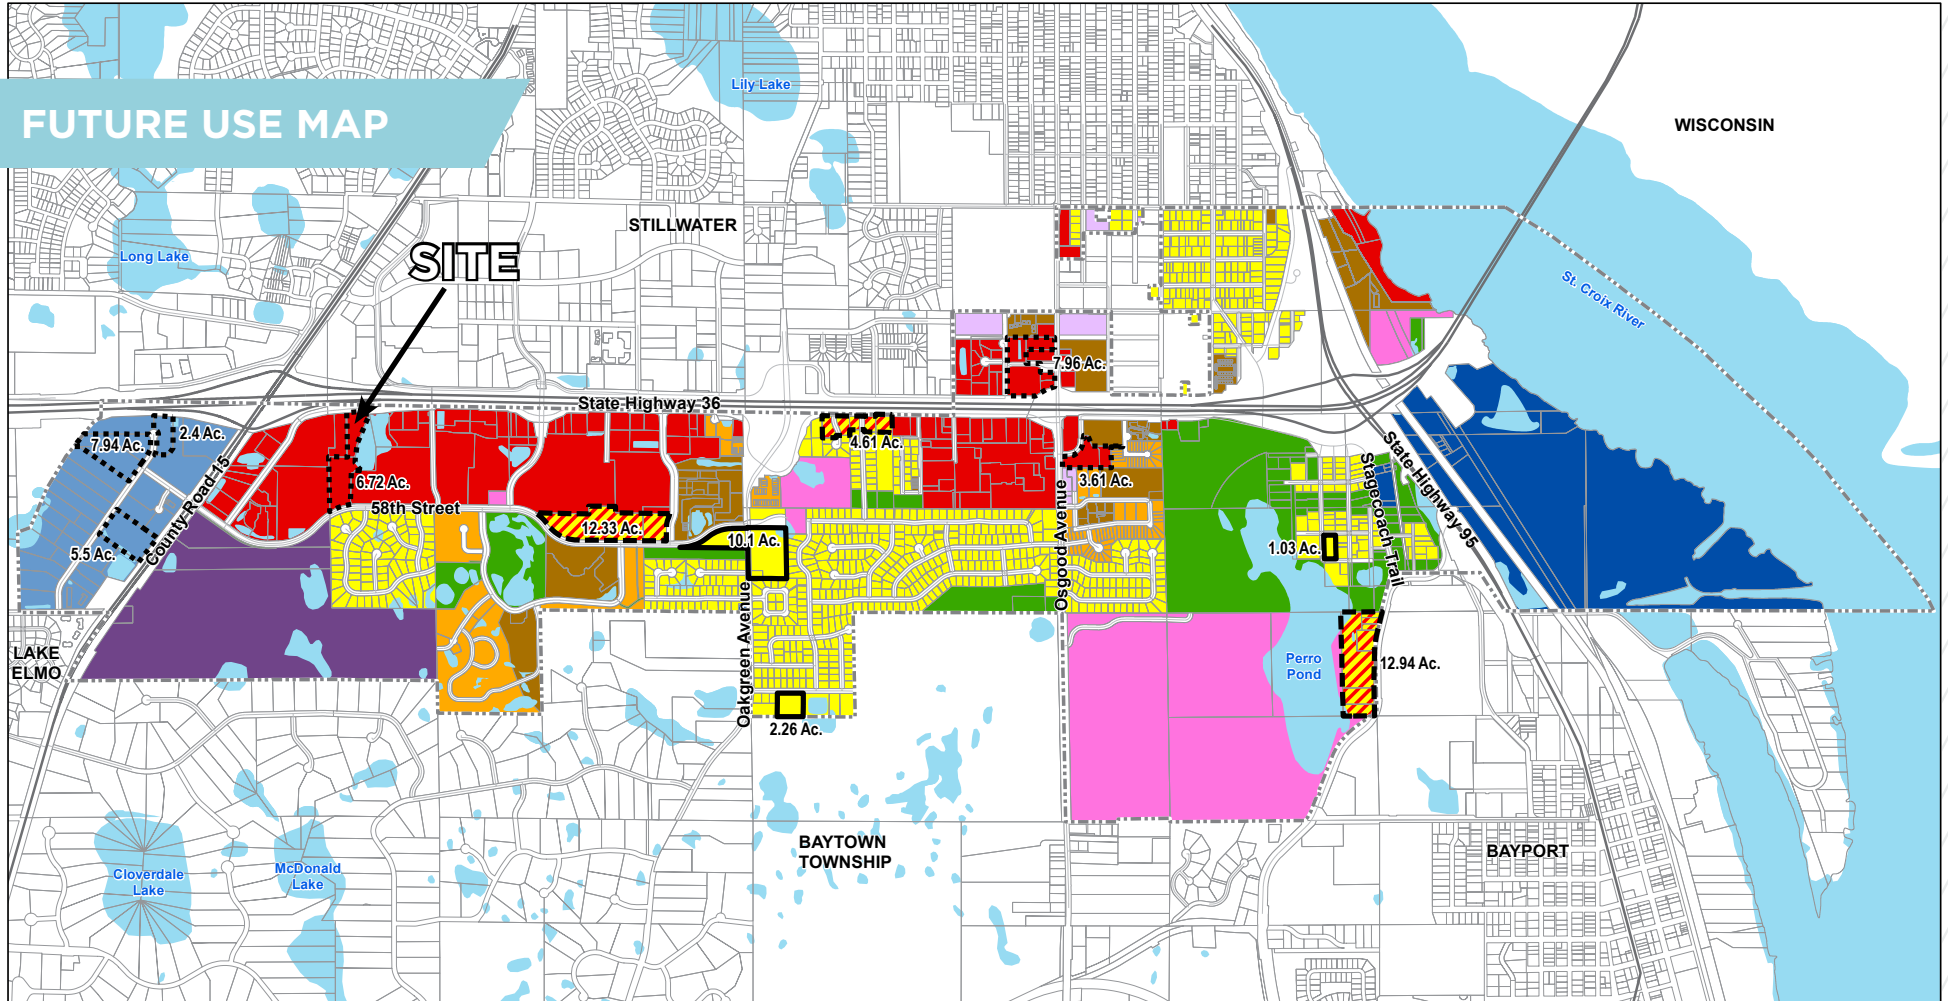 FUTURE USE MAP
Lily Lake
WISCONSIN
STILLWATER
SITE
Long Lake
St. Croix River
7.96 Ac.
State Highway 36
2.4 Ac.
7.94 Ac.
4.61 Ac.
State Highway 95
6.72 Ac.
3.61 Ac.
Stagecoach Trail
58th Street
County Road 15
12.33 Ac.
10.1 Ac.
Osgood Avenue
1.03 Ac.
5.5 Ac.
Oakgreen Avenue
LAKE
ELMO
Perro
Pond
12.94 Ac.
2.26 Ac.
BAYTOWN
TOWNSHIP
BAYPORT
Cloverdale
Lake
McDonald
Lake